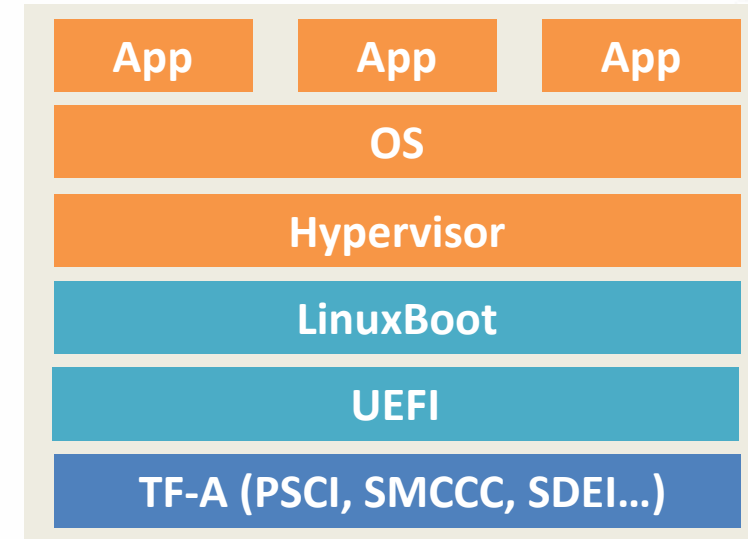 App App App
OS
Hypervisor
LinuxBoot
UEFI
TF-A (PSCI, SMCCC, SDEI…)